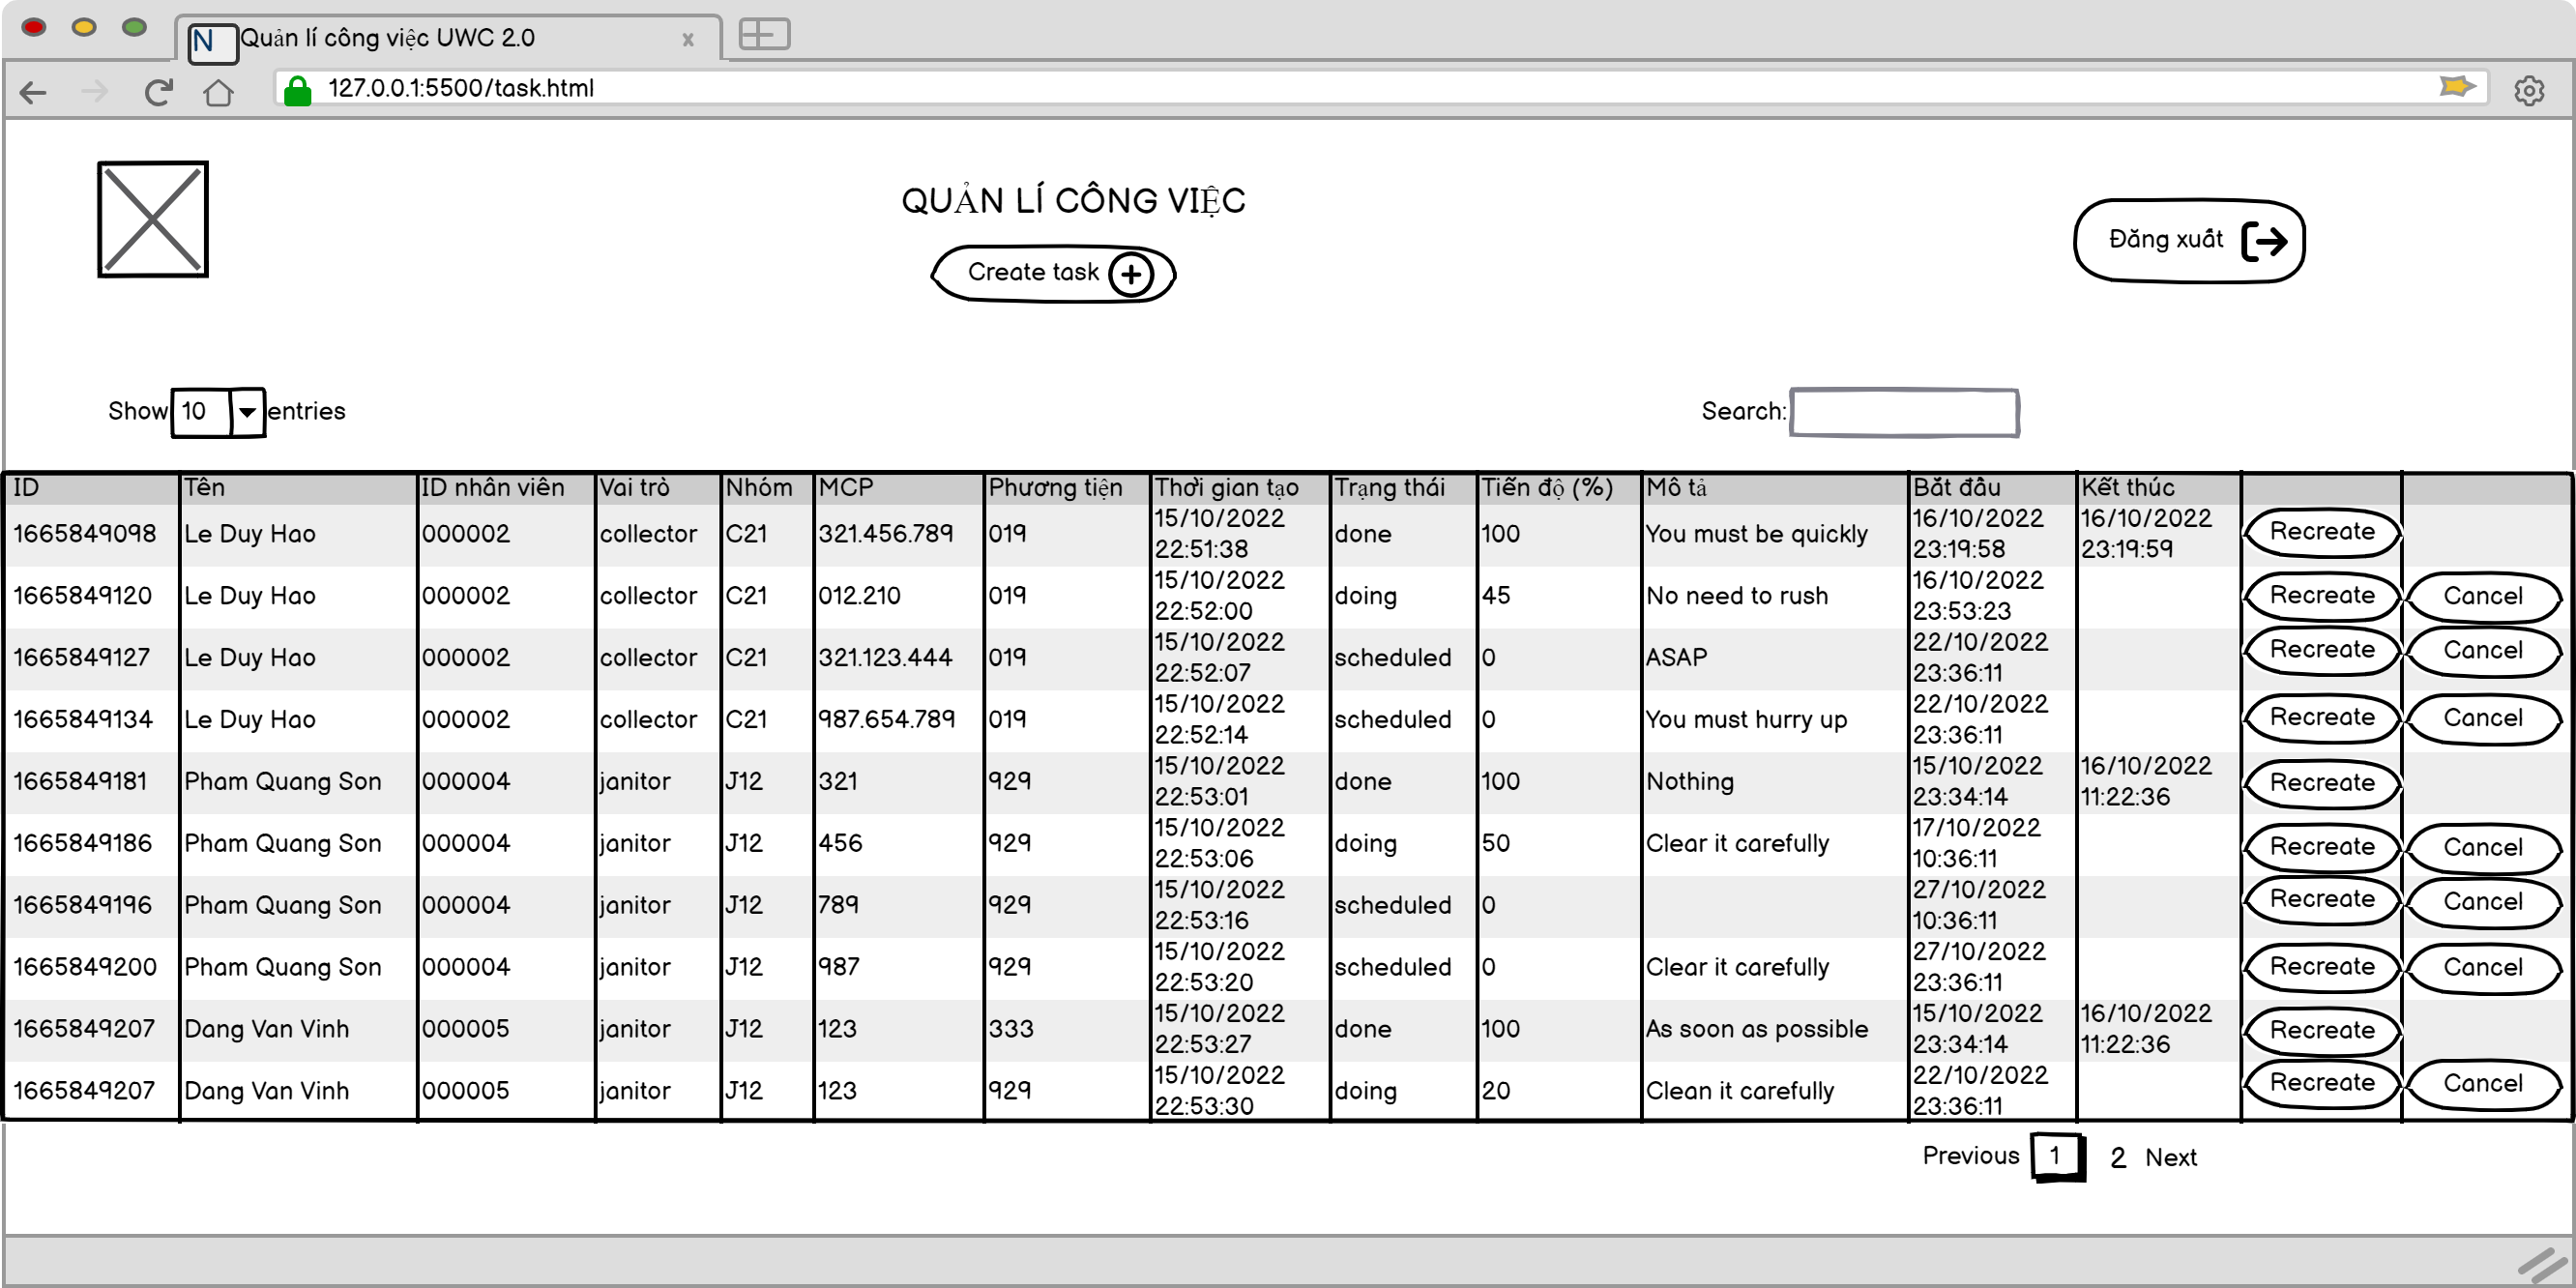 N Quản lí công việc UWC 2.0 x
127.0.0.1:5500/task.html
QUẢN LÍ CÔNG VIỆC
Create task
Đăng xuất
Show 10 entries
Search:
ID Tên ID nhân viên Vai trò Nhóm MCP Phương tiện Thời gian tạo Trạng thái Tiến độ (%) Mô tả Bắt đầu Kết thúc
1665849098 Le Duy Hao 000002 collector C21 321.456.789 019 15/10/2022 22:51:38 done 100 You must be quickly 16/10/2022 23:19:58 16/10/2022 23:19:59 Recreate
1665849120 Le Duy Hao 000002 collector C21 012.210 019 15/10/2022 22:52:00 doing 45 No need to rush 16/10/2022 23:53:23 Recreate Cancel
1665849127 Le Duy Hao 000002 collector C21 321.123.444 019 15/10/2022 22:52:07 scheduled 0 ASAP 22/10/2022 23:36:11 Recreate Cancel
1665849134 Le Duy Hao 000002 collector C21 987.654.789 019 15/10/2022 22:52:14 scheduled 0 You must hurry up 22/10/2022 23:36:11 Recreate Cancel
1665849181 Pham Quang Son 000004 janitor J12 321 929 15/10/2022 22:53:01 done 100 Nothing 15/10/2022 23:34:14 16/10/2022 11:22:36 Recreate
1665849186 Pham Quang Son 000004 janitor J12 456 929 15/10/2022 22:53:06 doing 50 Clear it carefully 17/10/2022 10:36:11 Recreate Cancel
1665849196 Pham Quang Son 000004 janitor J12 789 929 15/10/2022 22:53:16 scheduled 0 27/10/2022 10:36:11 Recreate Cancel
1665849200 Pham Quang Son 000004 janitor J12 987 929 15/10/2022 22:53:20 scheduled 0 Clear it carefully 27/10/2022 23:36:11 Recreate Cancel
1665849207 Dang Van Vinh 000005 janitor J12 123 333 15/10/2022 22:53:27 done 100 As soon as possible 15/10/2022 23:34:14 16/10/2022 11:22:36 Recreate
1665849207 Dang Van Vinh 000005 janitor J12 123 929 15/10/2022 22:53:30 doing 20 Clean it carefully 22/10/2022 23:36:11 Recreate Cancel
Previous 1 2 Next